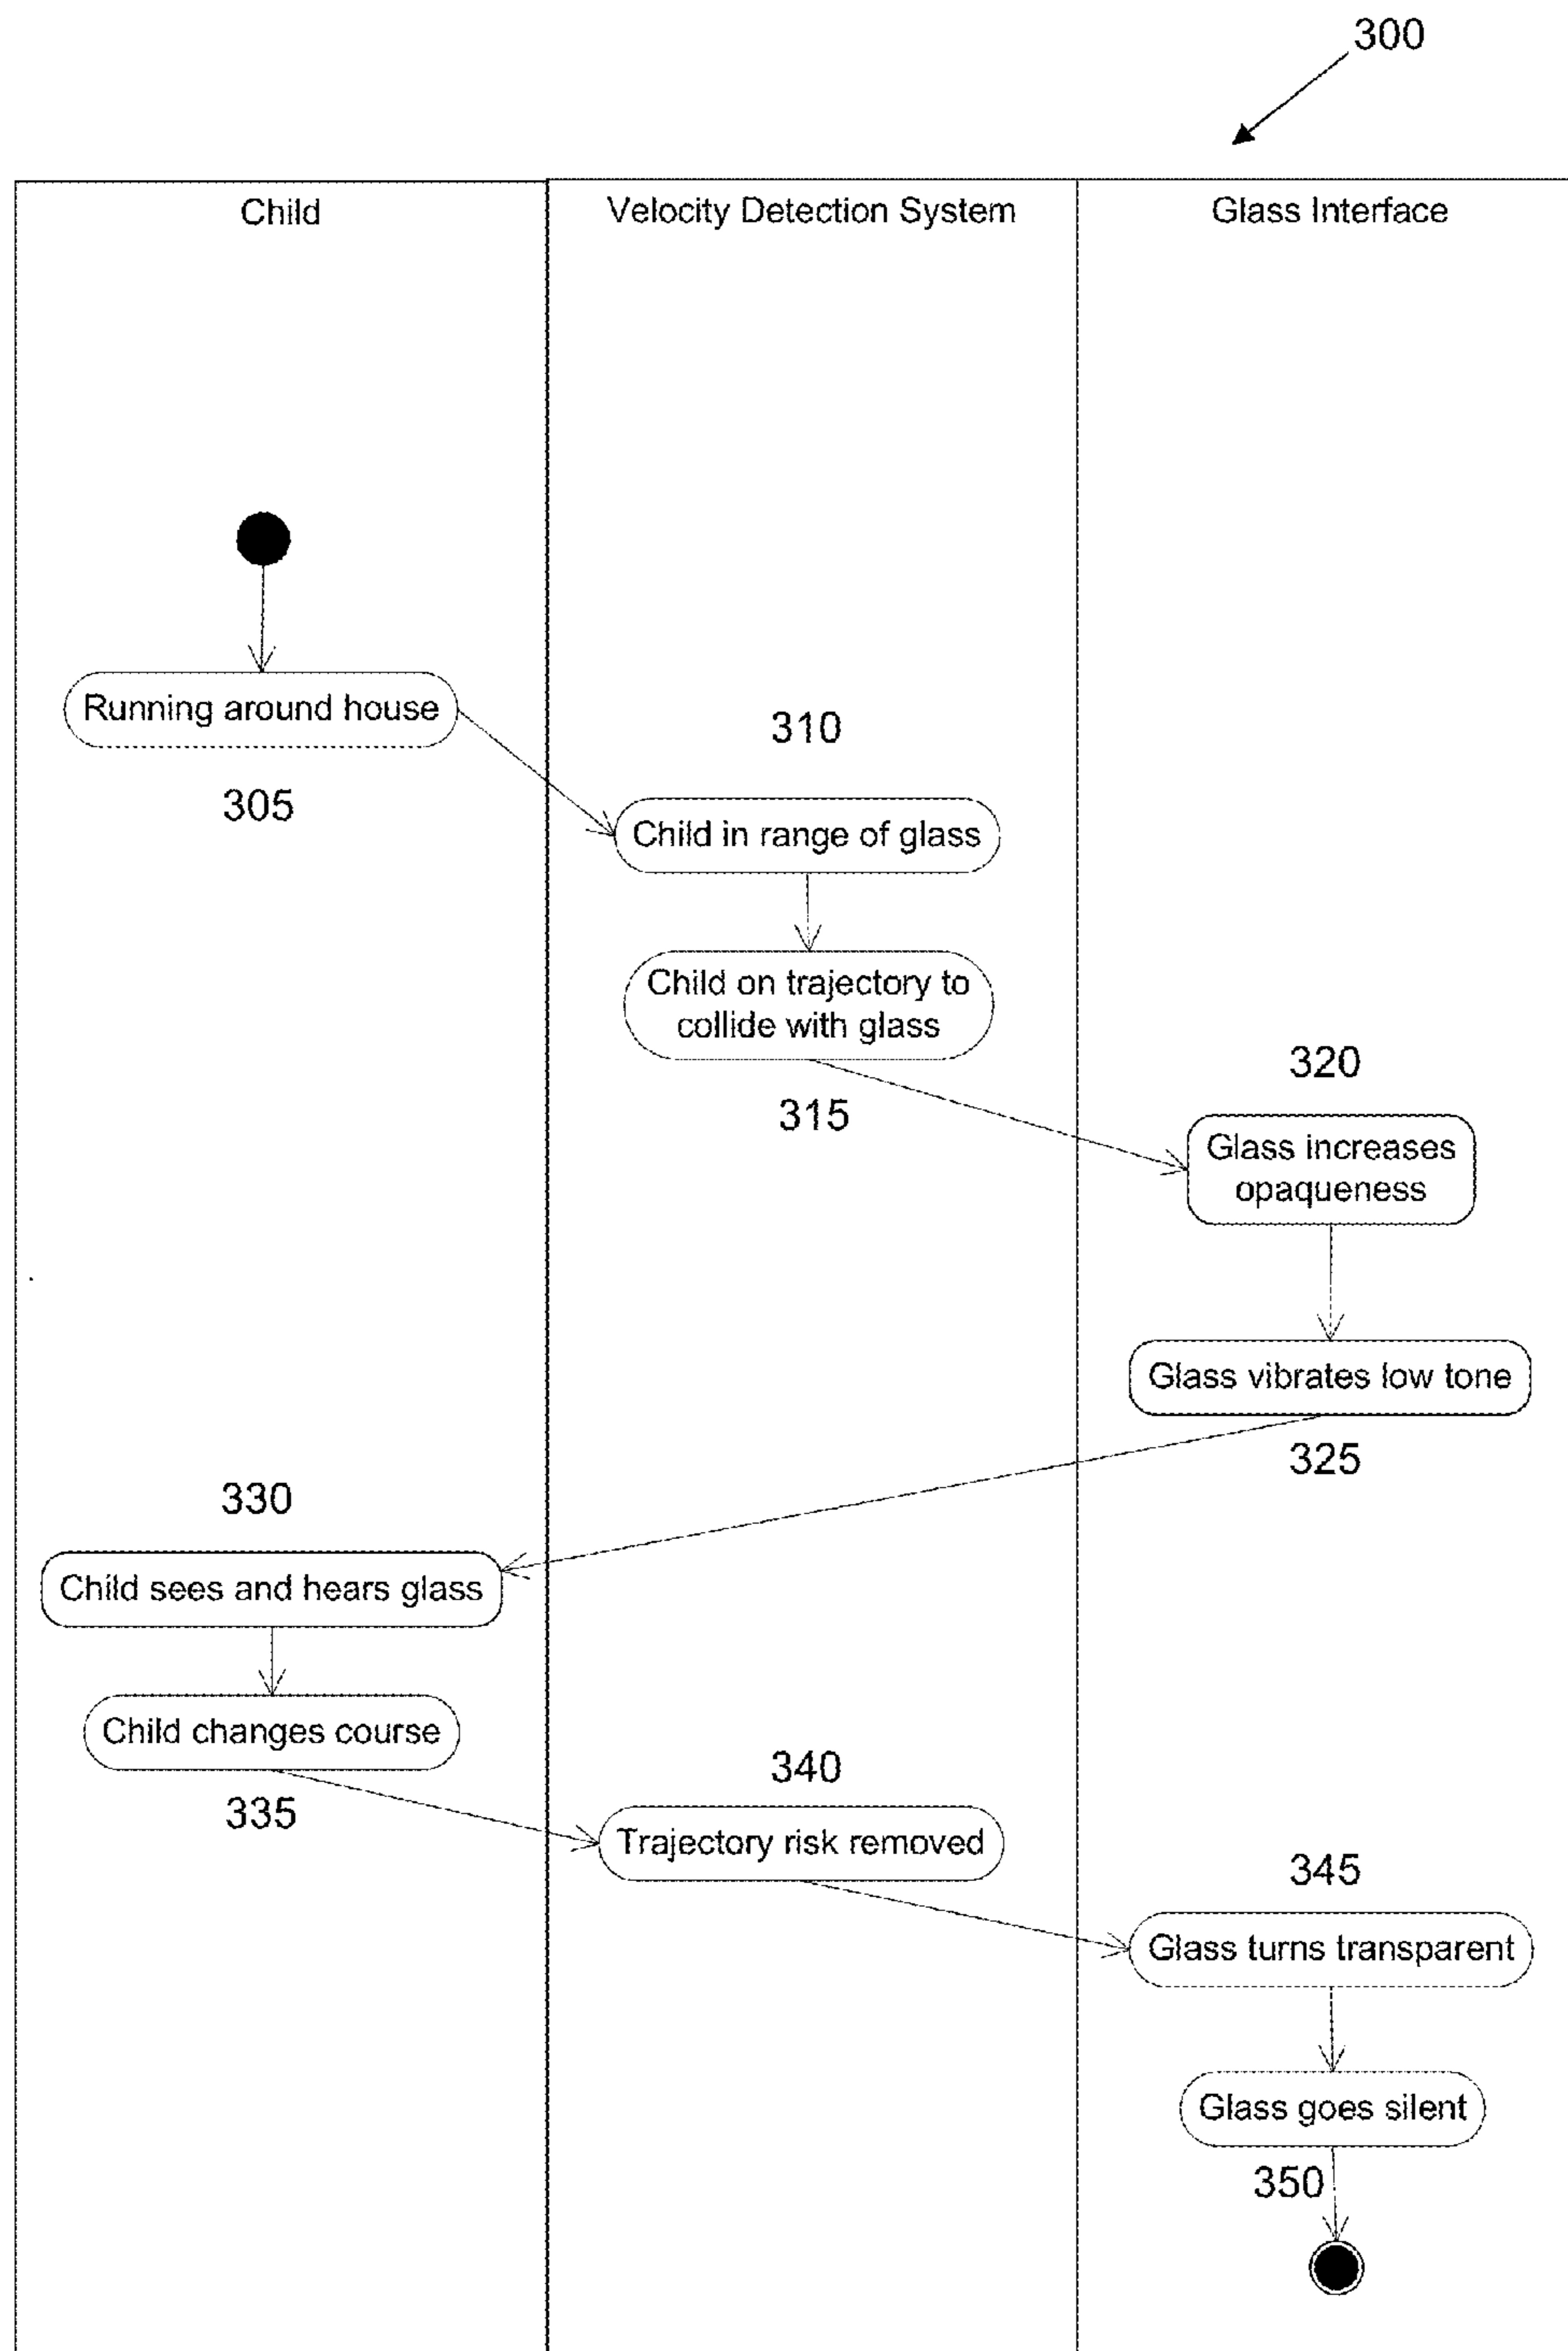 300
Child
Velocity Detection System
Glass Interface
Running around house
305
310
Child in range of glass
Child on trajectory to
collide with glass
315
320
Glass increases
opaqueness
Glass vibrates low tone
325
330
Child sees and hears glass
Child changes course
335
340
Trajectory risk removed
345
Glass turns transparent
Glass goes silent
350